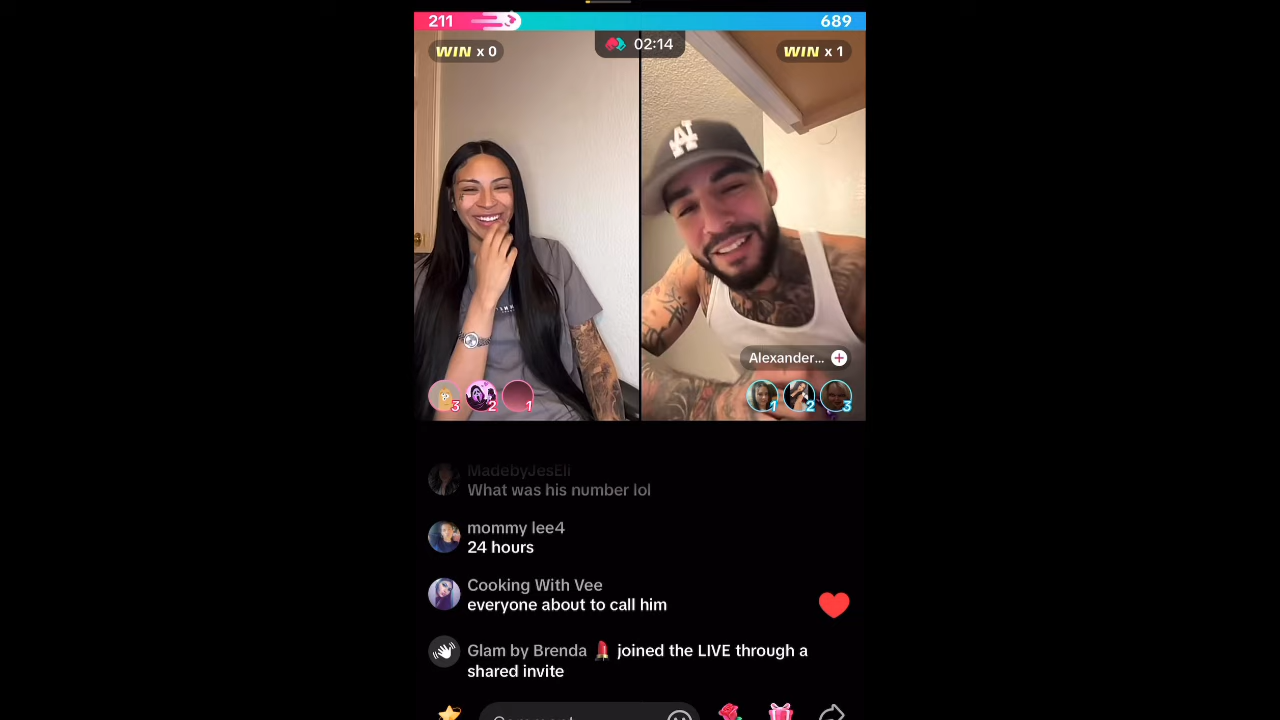 211
689
WIN x 0
02:14
WIN x 1
LA
Alexander...
3
2
1
1
2
3
MadebyJesEli
What was his number lol
mommy lee4
24 hours
Cooking With Vee
everyone about to call him
Glam by Brenda 💄 joined the LIVE through a
shared invite